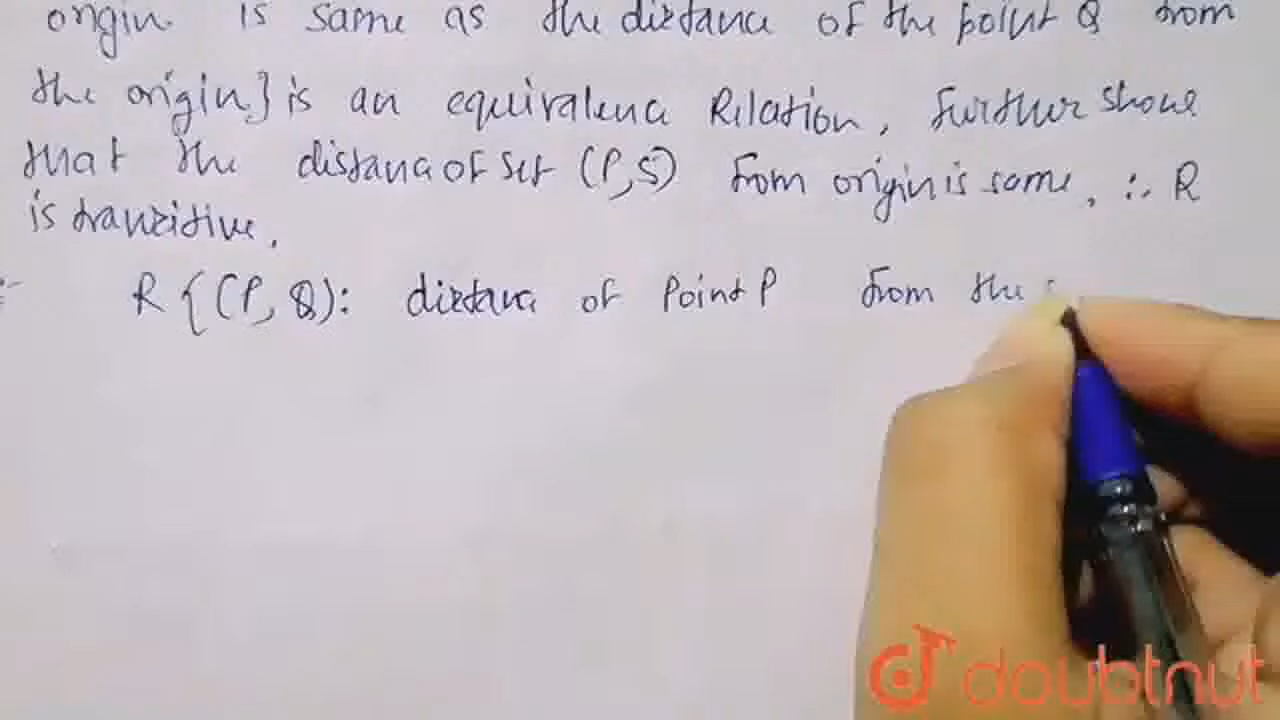 origin is same as the distance of the point Q from
the origin} is an equivalence Relation, further show
that the distance of set (P,S) from origin is same, ∴ R
is transitive.
R {(P, Q): distance of Point P from the
doubtnut